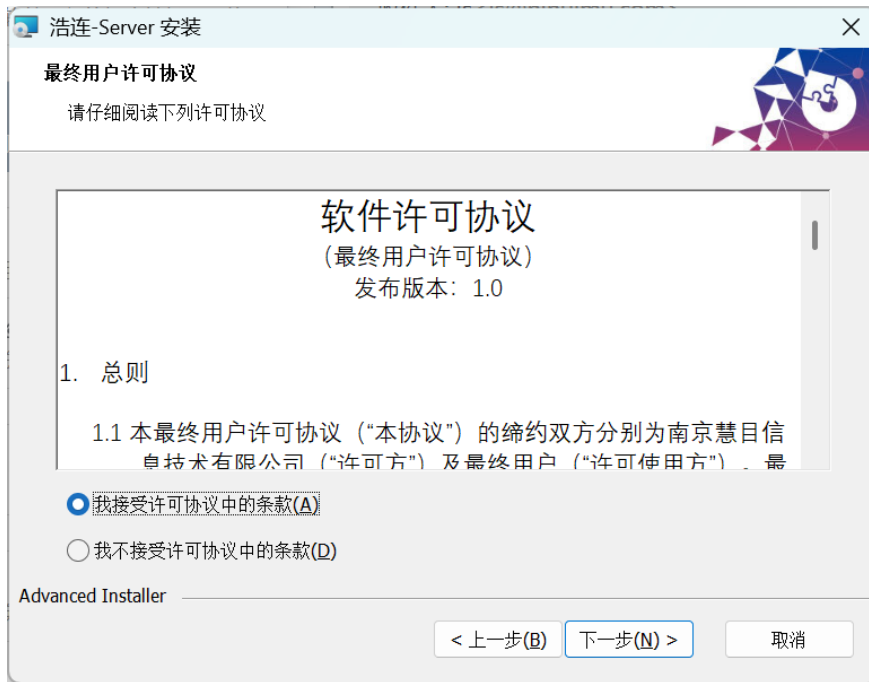 浩连-Server 安装
最终用户许可协议
请仔细阅读下列许可协议
软件许可协议
（最终用户许可协议）
发布版本：1.0
1. 总则
1.1 本最终用户许可协议（“本协议”）的缔约双方分别为南京慧目信
息技术有限公司（“许可方”）及最终用户（“许可使用方”）。最
我接受许可协议中的条款(A)
我不接受许可协议中的条款(D)
Advanced Installer
< 上一步(B) 下一步(N) > 取消